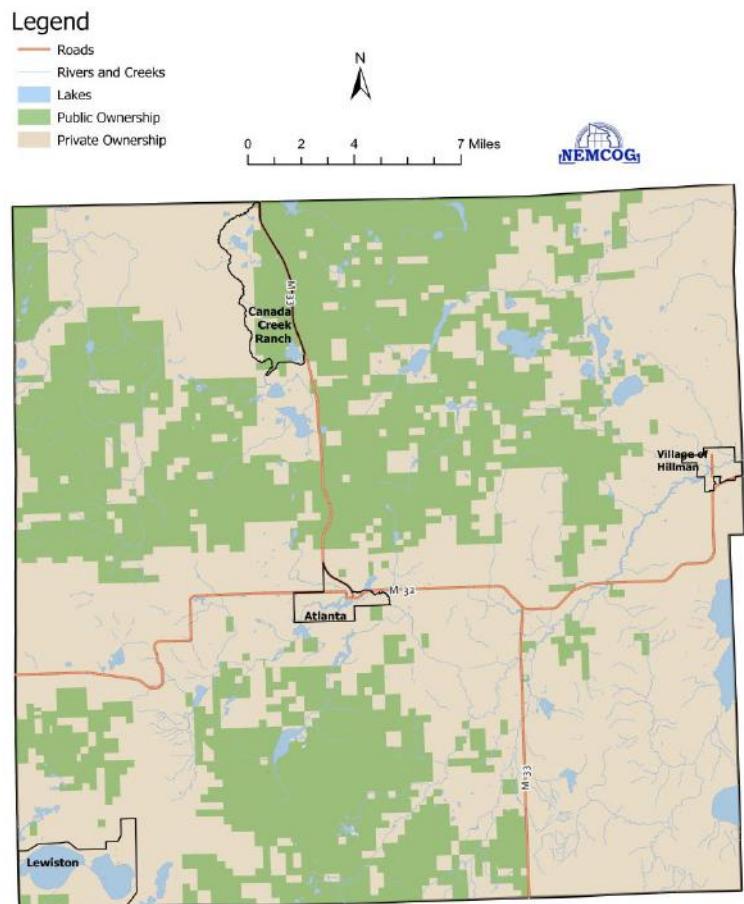 Legend
Roads
Rivers and Creeks
Lakes
Public Ownership
Private Ownership
N
0 2 4 7 Miles
NEMCOG
M-33
Canada
Creek
Ranch
Village of
Hillman
M-32
Atlanta
M-33
Lewiston